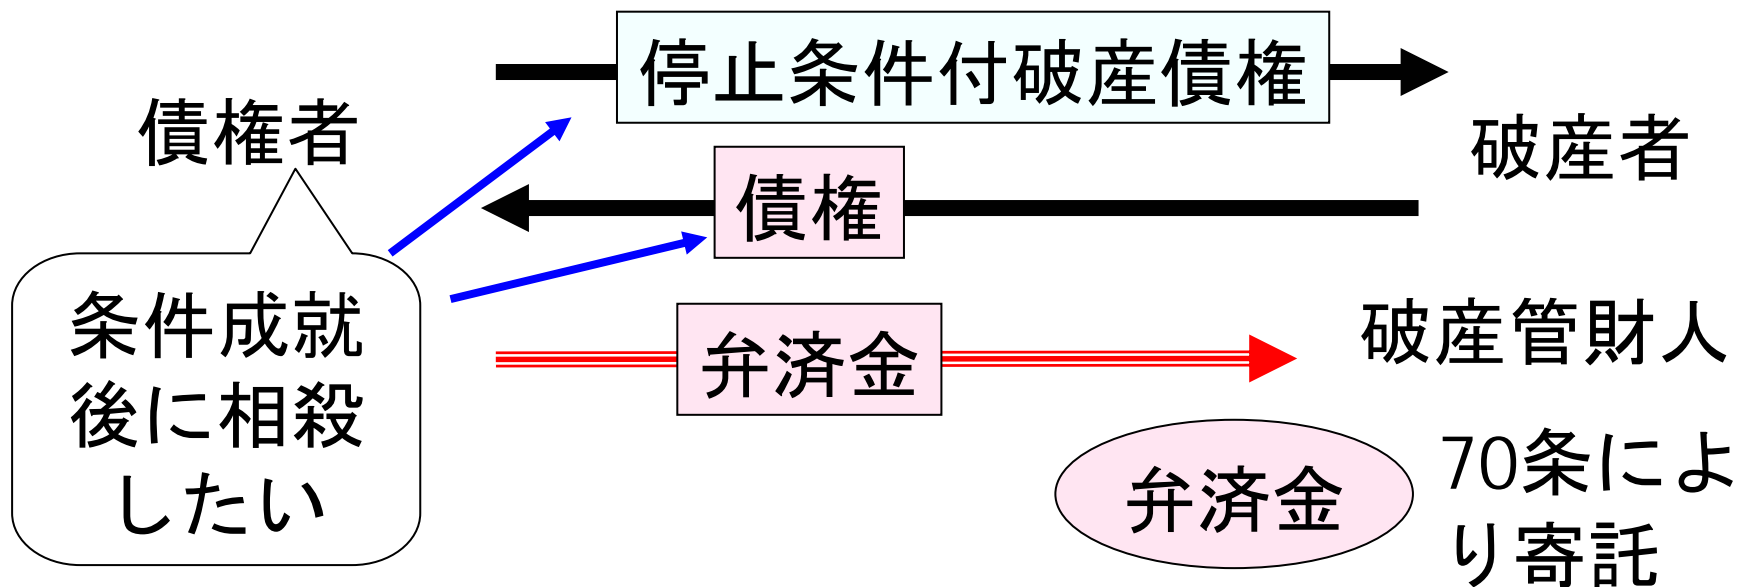 停止条件付破産債権
債権者
破産者
債権
条件成就
後に相殺
したい
破産管財人
弁済金
弁済金
70条によ
り寄託